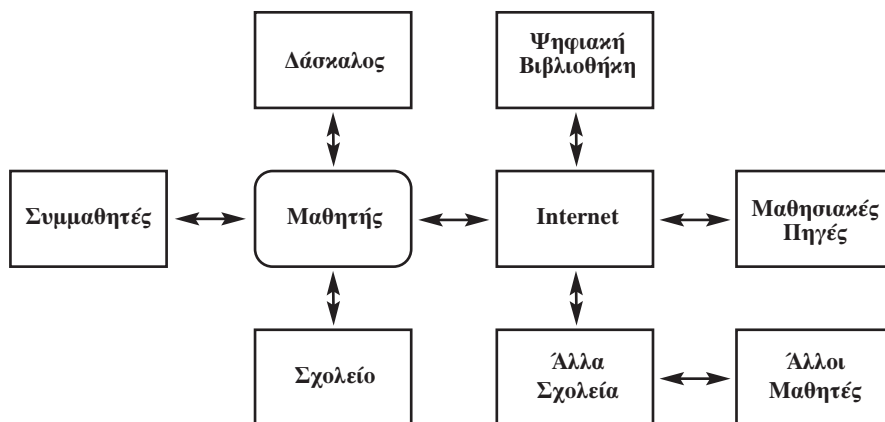 Δάσκαλος
Ψηφιακή
Βιβλιοθήκη
Συμμαθητές
Μαθητής
Internet
Μαθησιακές
Πηγές
Σχολείο
Άλλα
Σχολεία
Άλλοι
Μαθητές